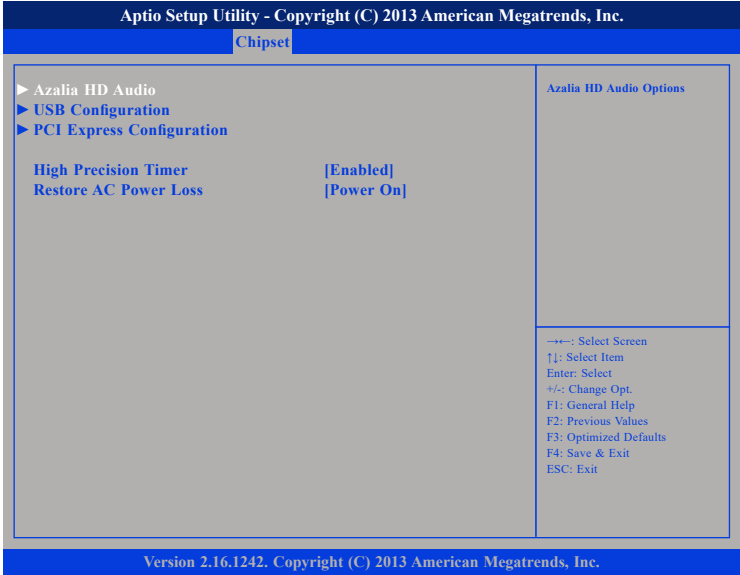 Aptio Setup Utility - Copyright (C) 2013 American Megatrends, Inc.
Chipset
► Azalia HD Audio
► USB Configuration
► PCI Express Configuration
High Precision Timer [Enabled]
Restore AC Power Loss [Power On]
Azalia HD Audio Options
→←: Select Screen
↑↓: Select Item
Enter: Select
+/-: Change Opt.
F1: General Help
F2: Previous Values
F3: Optimized Defaults
F4: Save & Exit
ESC: Exit
Version 2.16.1242. Copyright (C) 2013 American Megatrends, Inc.